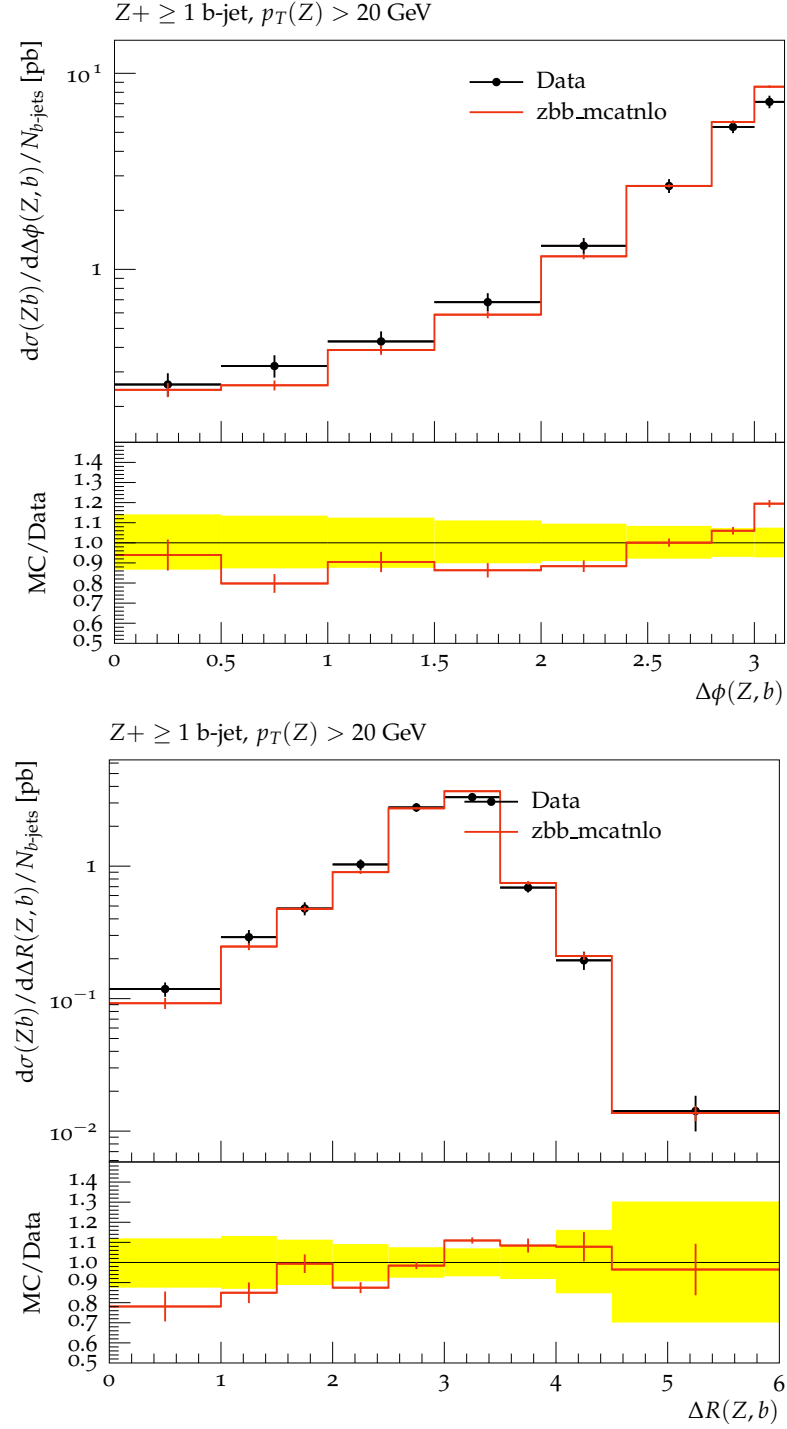 Z+ ≥ 1 b-jet, p_T(Z) > 20 GeV
dσ(Zb)/dΔϕ(Z, b)/N_{b-jets} [pb]
10^1
1
Data
zbb_mcatnlo
MC/Data
1.4
1.3
1.2
1.1
1.0
0.9
0.8
0.7
0.6
0.5
0 0.5 1 1.5 2 2.5 3
Δϕ(Z, b)
Z+ ≥ 1 b-jet, p_T(Z) > 20 GeV
dσ(Zb)/dΔR(Z, b)/N_{b-jets} [pb]
1
10^{−1}
10^{−2}
Data
zbb_mcatnlo
MC/Data
1.4
1.3
1.2
1.1
1.0
0.9
0.8
0.7
0.6
0.5
0 1 2 3 4 5 6
ΔR(Z, b)